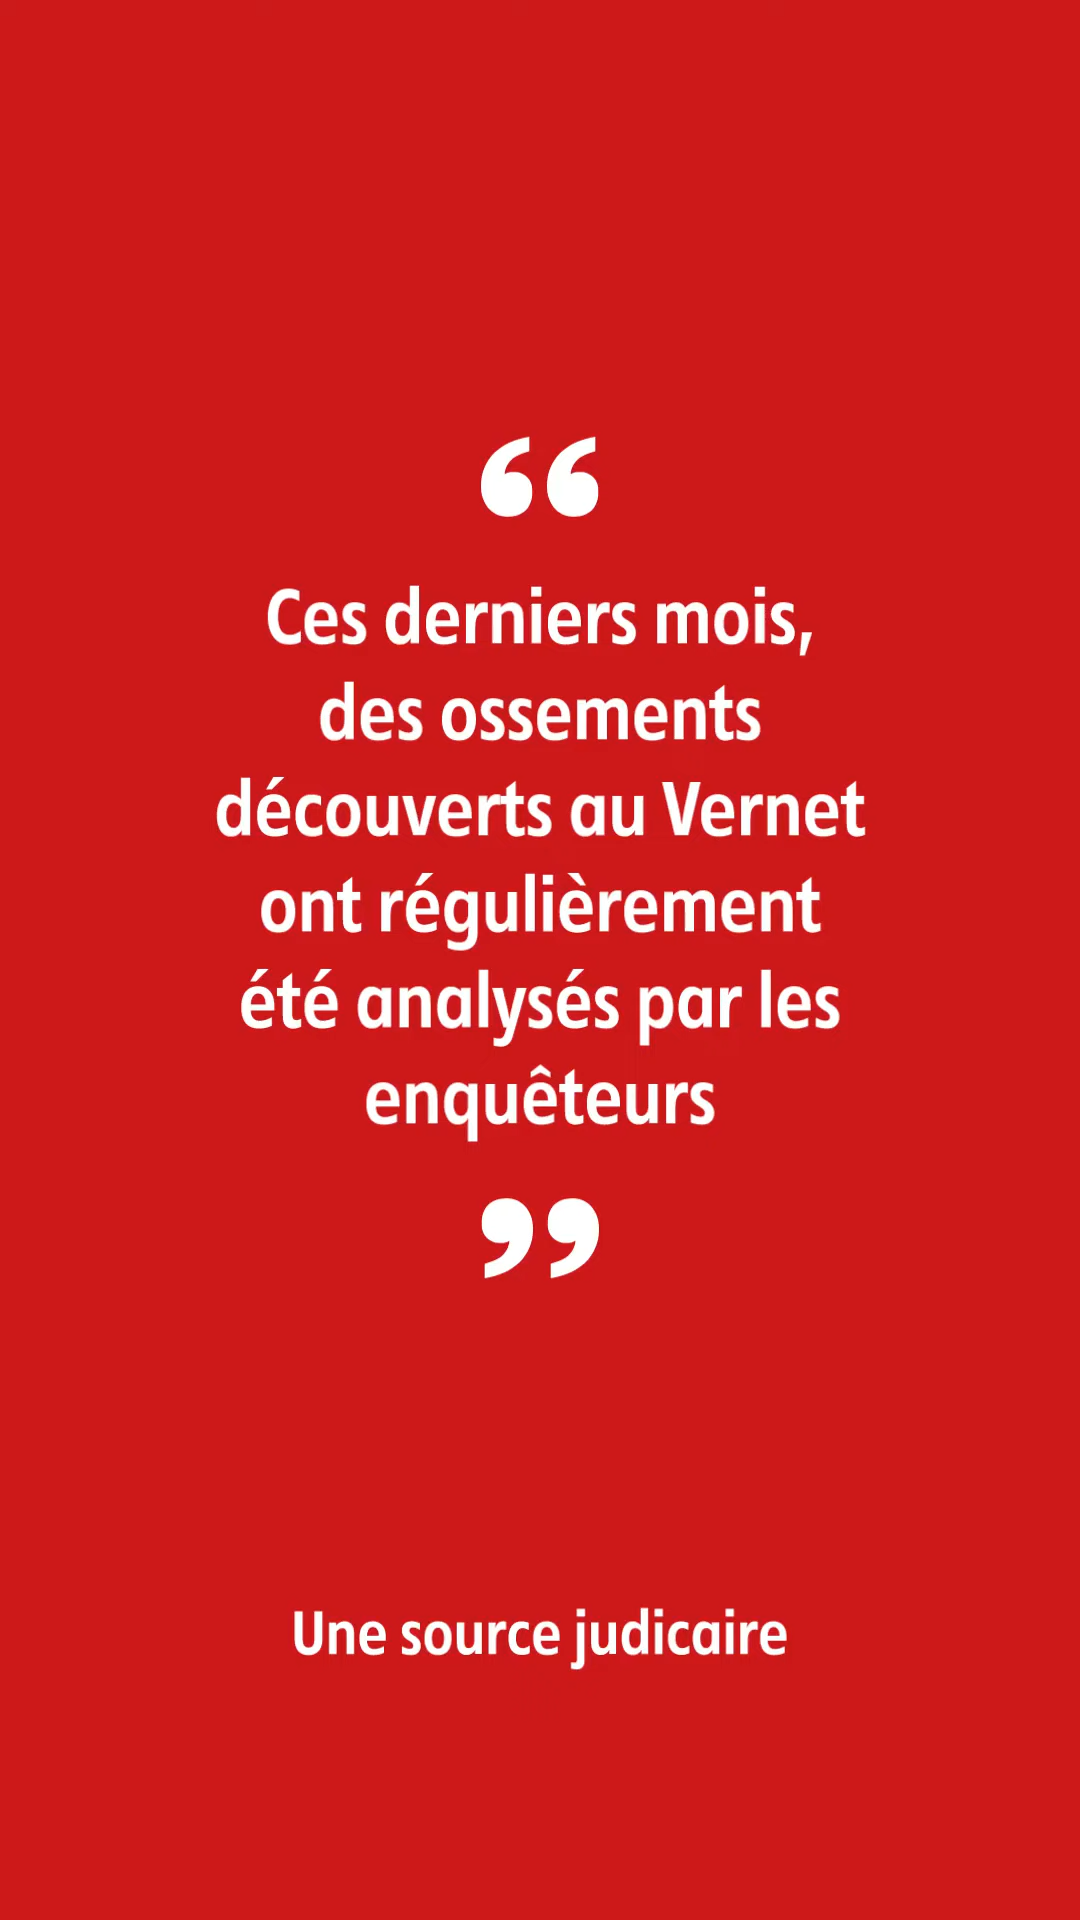 “
Ces derniers mois,
des ossements
découverts au Vernet
ont régulièrement
été analysés par les
enquêteurs
”
Une source judicaire